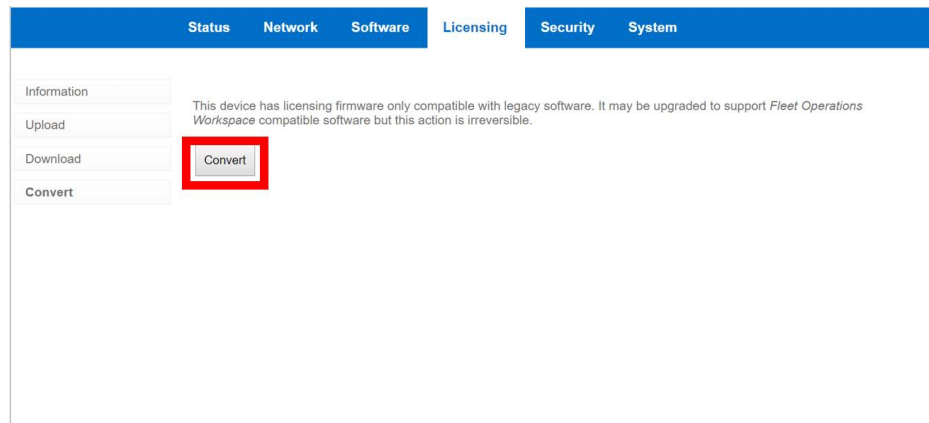 Status Network Software Licensing Security System
Information
Upload
Download
Convert
This device has licensing firmware only compatible with legacy software. It may be upgraded to support Fleet Operations
Workspace compatible software but this action is irreversible.
Convert